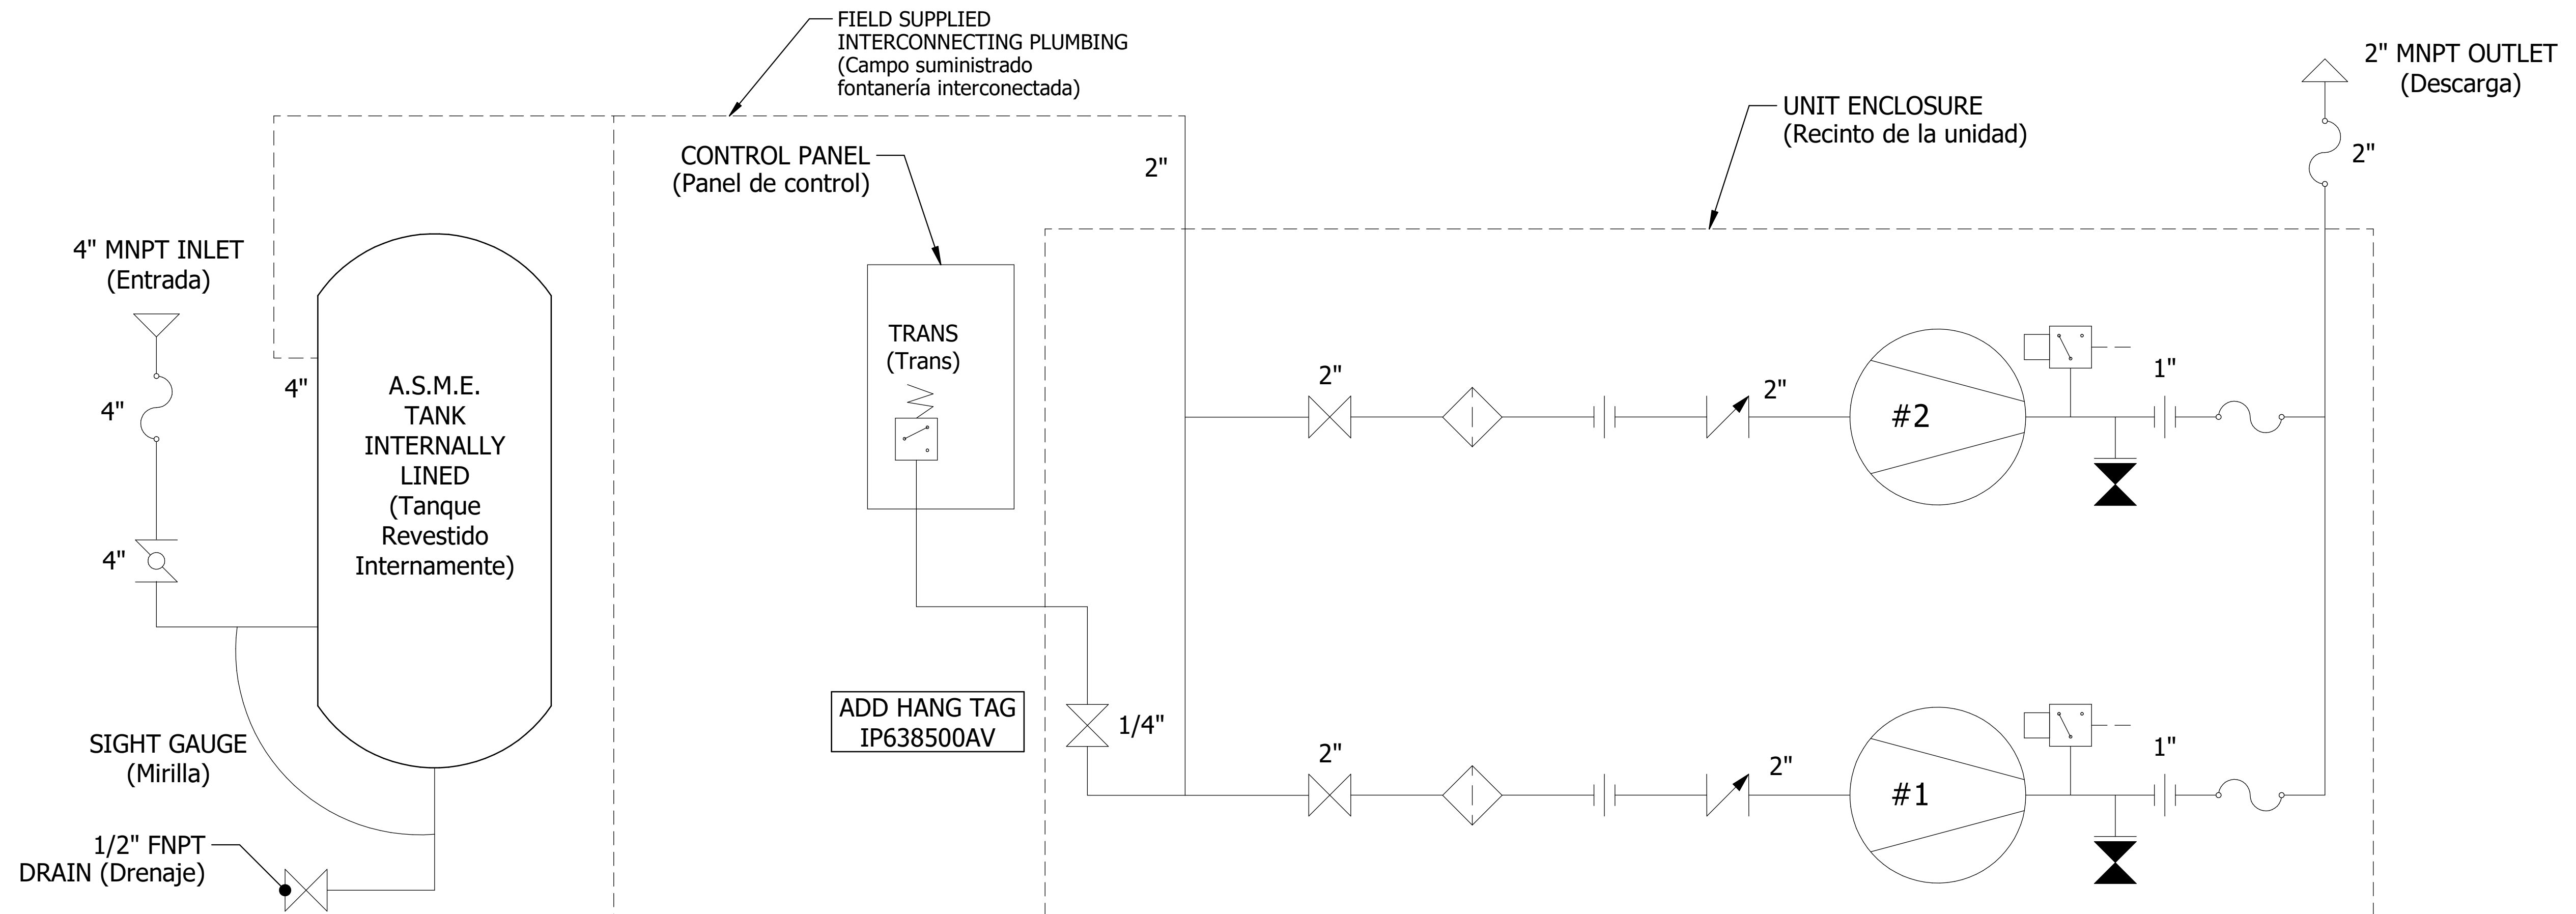 FIELD SUPPLIED
INTERCONNECTING PLUMBING
(Campo suministrado
fontanería interconectada)
2" MNPT OUTLET
(Descarga)
UNIT ENCLOSURE
(Recinto de la unidad)
CONTROL PANEL
(Panel de control)
2"
2"
4" MNPT INLET
(Entrada)
TRANS
(Trans)
4"
4"
A.S.M.E.
TANK
INTERNALLY
LINED
(Tanque
Revestido
Internamente)
4"
2"
2"
#2
1"
ADD HANG TAG
IP638500AV
1/4"
2"
2"
#1
1"
SIGHT GAUGE
(Mirilla)
1/2" FNPT
DRAIN (Drenaje)